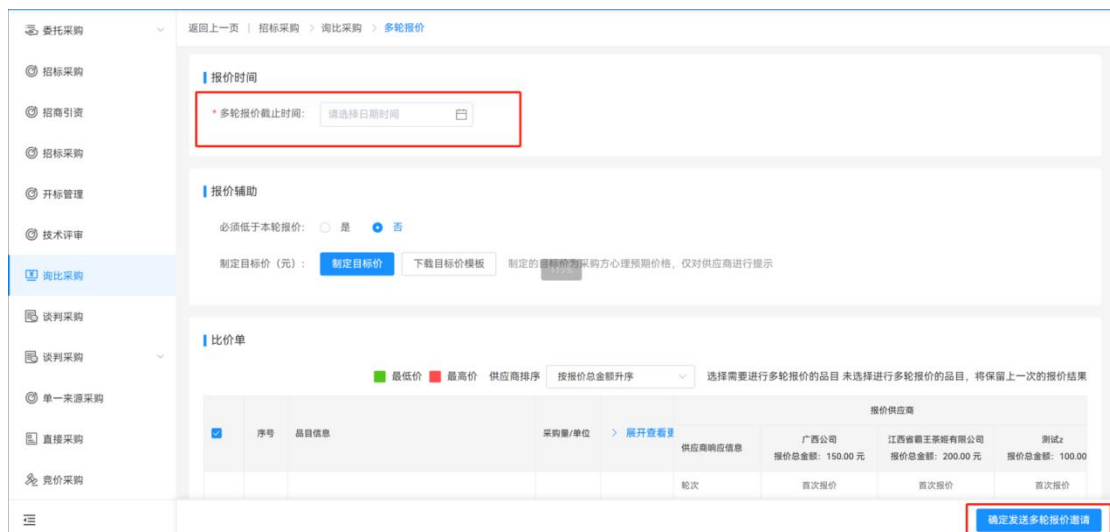 委托采购
招标采购
招商引资
招标采购
开标管理
技术评审
询比采购
谈判采购
谈判采购
单一来源采购
直接采购
竞价采购
返回上一页 | 招标采购 > 询比采购 > 多轮报价
报价时间
* 多轮报价截止时间: 请选择日期时间
报价辅助
必须低于本轮报价: 是 否
制定目标价（元）: 制定目标价 下载目标价模板 制定的目标价为采购方心理预期价格，仅对供应商进行提示
比价单
最低价 最高价 供应商排序 按报价总金额升序 选择需要进行多轮报价的品目 未选择进行多轮报价的品目，将保留上一次的报价结果
报价供应商
序号 品目信息 采购量/单位 > 展开查看更
供应商响应信息 广西公司 江西省霸王茶姬有限公司 测试z
报价总金额: 150.00 元 报价总金额: 200.00 元 报价总金额: 100.00
轮次 首次报价 首次报价 首次报价
确定发送多轮报价邀请